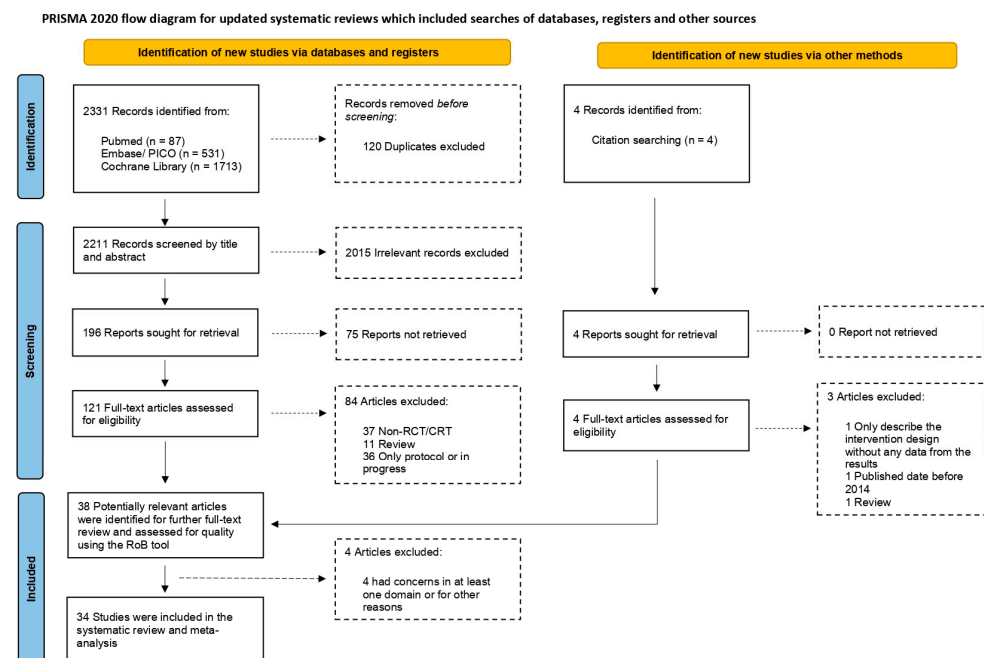 PRISMA 2020 flow diagram for updated systematic reviews which included searches of databases, registers and other sources
Identification of new studies via databases and registers
Identification of new studies via other methods
Identification
2331 Records identified from:
Pubmed (n = 87)
Embase/ PICO (n = 531)
Cochrane Library (n = 1713)
Records removed before
screening:
120 Duplicates excluded
4 Records identified from:
Citation searching (n = 4)
Screening
2211 Records screened by title
and abstract
2015 Irrelevant records excluded
196 Reports sought for retrieval
75 Reports not retrieved
4 Reports sought for retrieval
0 Report not retrieved
121 Full-text articles assessed
for eligibility
84 Articles excluded:
37 Non-RCT/CRT
11 Review
36 Only protocol or in
progress
4 Full-text articles assessed for
eligibility
3 Articles excluded:
1 Only describe the
intervention design
without any data from the
results
1 Published date before
2014
1 Review
Included
38 Potentially relevant articles
were identified for further full-text
review and assessed for quality
using the RoB tool
4 Articles excluded:
4 had concerns in at least
one domain or for other
reasons
34 Studies were included in the
systematic review and meta-
analysis